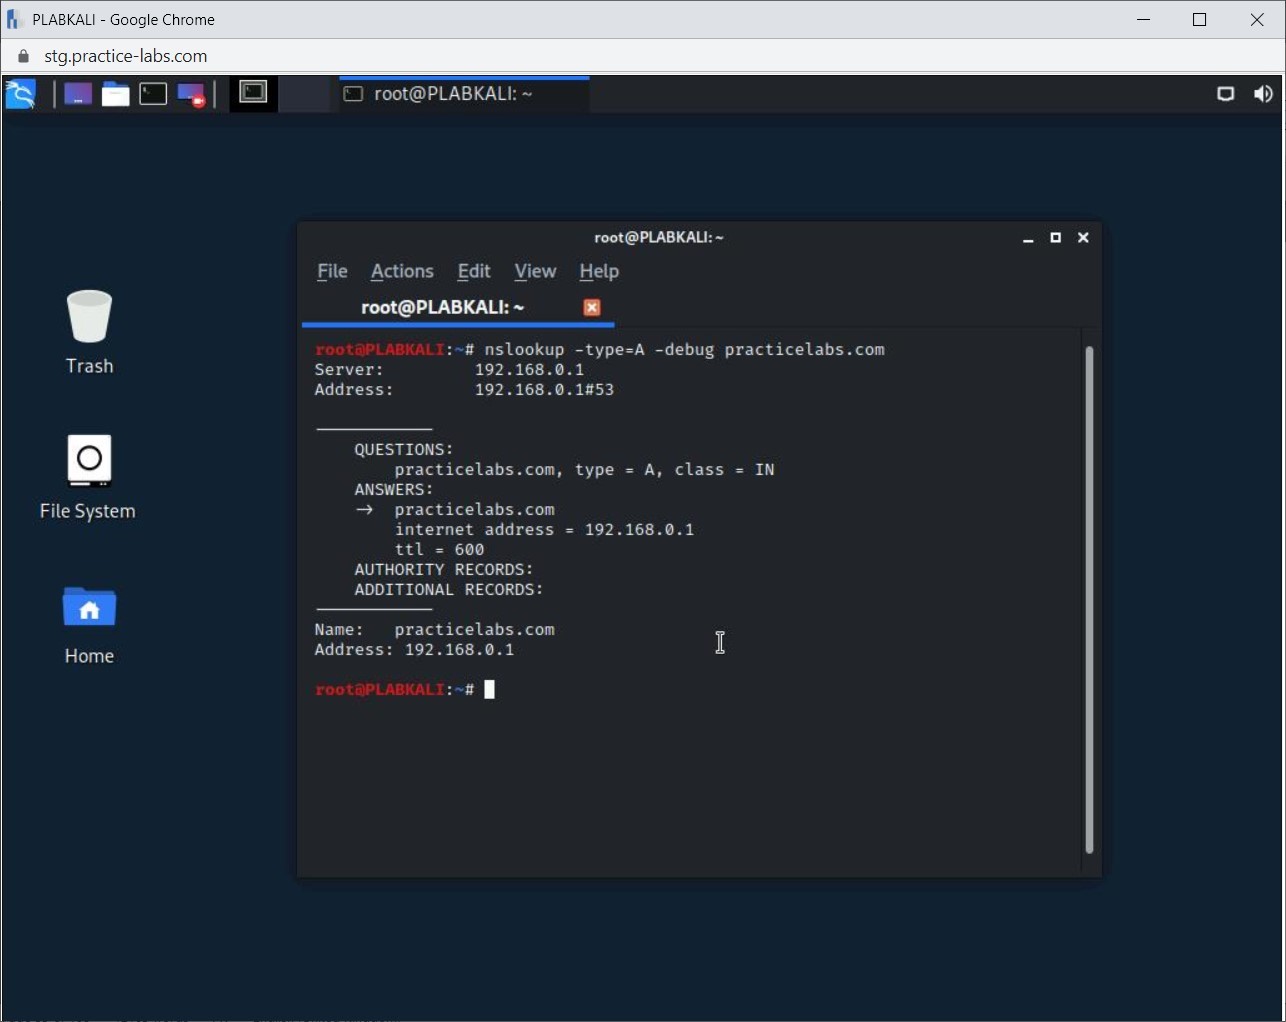 PLABKALI - Google Chrome
stg.practice-labs.com
root@PLABKALI: ~
Trash
File System
Home
root@PLABKALI: ~
File Actions Edit View Help
root@PLABKALI: ~
root@PLABKALI:~# nslookup -type=A -debug practicelabs.com
Server: 192.168.0.1
Address: 192.168.0.1#53
QUESTIONS:
practicelabs.com, type = A, class = IN
ANSWERS:
→ practicelabs.com
internet address = 192.168.0.1
ttl = 600
AUTHORITY RECORDS:
ADDITIONAL RECORDS:
Name: practicelabs.com
Address: 192.168.0.1
root@PLABKALI:~#